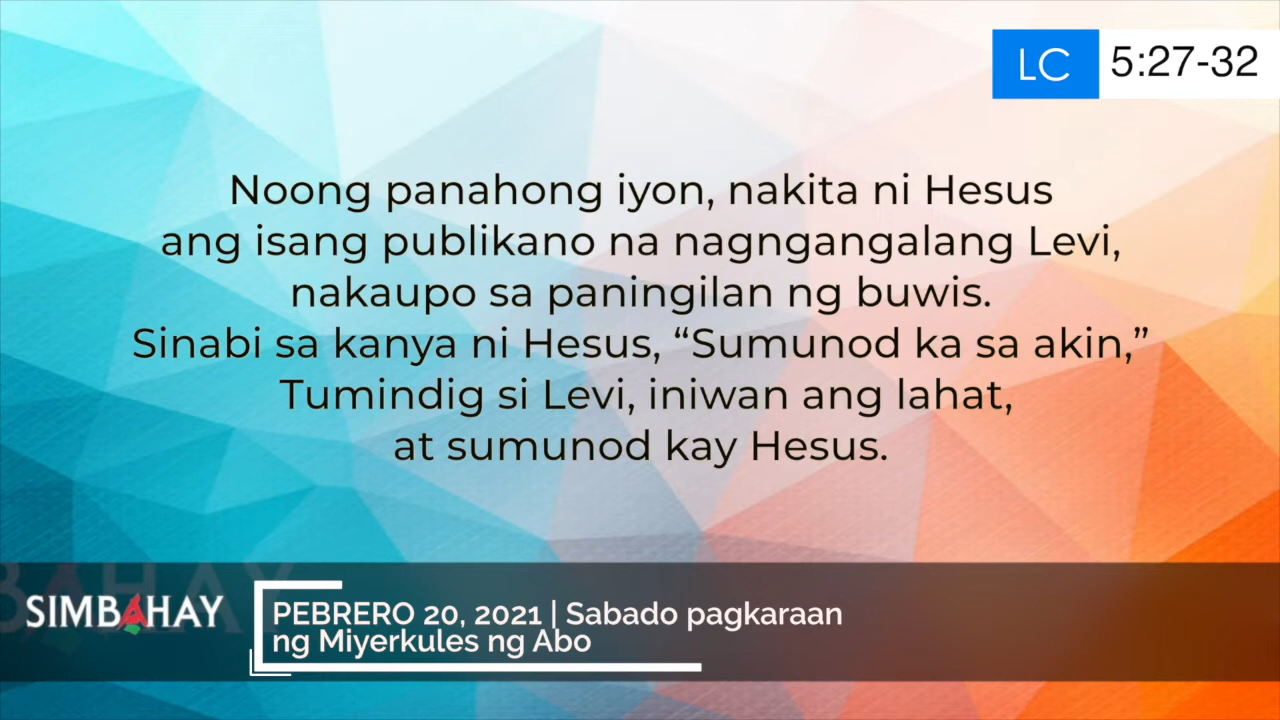 LC 5:27-32
Noong panahong iyon, nakita ni Hesus
ang isang publikano na nagngangalang Levi,
nakaupo sa paningilan ng buwis.
Sinabi sa kanya ni Hesus, “Sumunod ka sa akin,”
Tumindig si Levi, iniwan ang lahat,
at sumunod kay Hesus.
SIMBAHAY
PEBRERO 20, 2021 | Sabado pagkaraan
ng Miyerkules ng Abo